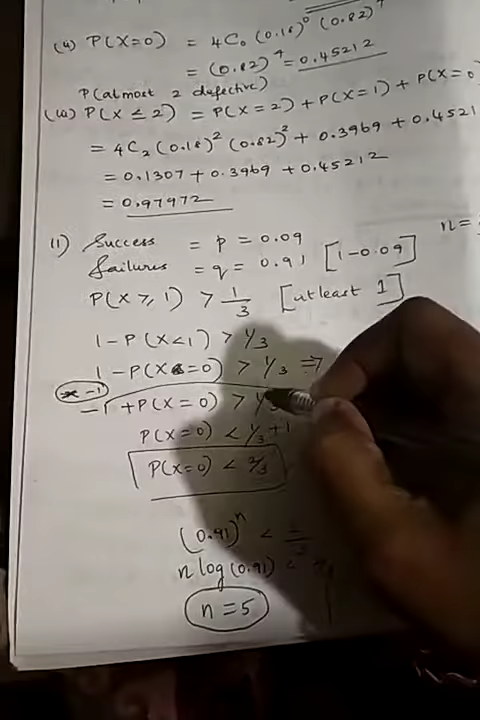 (ii) P(X=0) = 4C₀ (0.18)⁰ (0.82)⁴
= (0.82)⁴ = 0.45212
P(atmost 2 defective)
(iii) P(X ≤ 2) = P(X=2) + P(X=1) + P(X=0
= 4C₂ (0.18)² (0.82)² + 0.3969 + 0.4521
= 0.1307 + 0.3969 + 0.45212
= 0.97972
n=
11) Success = p = 0.09
failures = q = 0.91 [1-0.09]
P(X ≥ 1) > 1/3 [atleast 1]
1 - P(X<1) > 1/3
1 - P(X=0) > 1/3 ⇒
x -1
-1 + P(X=0) > 1/3
P(X=0) < 1/3 + 1
P(X=0) < 2/3
(0.91)ⁿ <
n log(0.91) <
n = 5